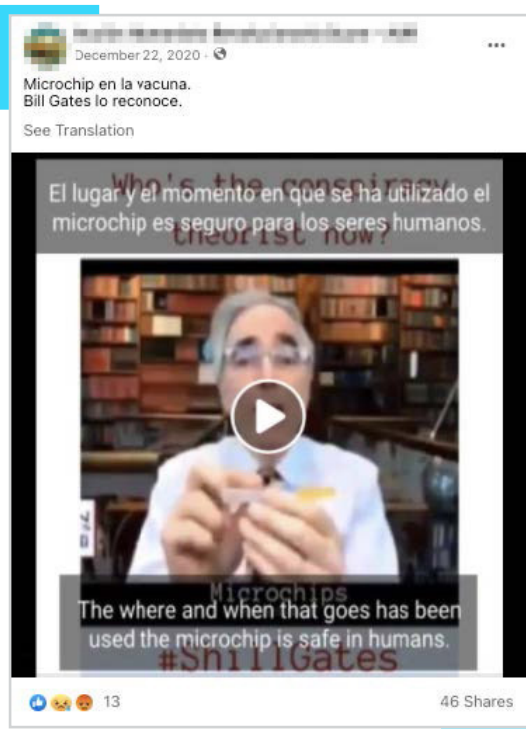 December 22, 2020
Microchip en la vacuna.
Bill Gates lo reconoce.
See Translation
Who's the conspiracy
El lugar y el momento en que se ha utilizado el
microchip es seguro para los seres humanos.
theorist now?
Microchips
The where and when that goes has been
used the microchip is safe in humans.
#ShillGates
13
46 Shares